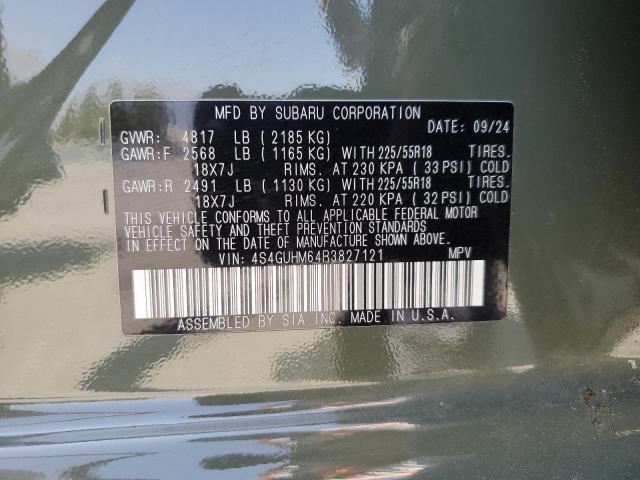 MFD BY SUBARU CORPORATION
DATE: 09/24
GVWR: 4817 LB (2185 KG)
GAWR:F 2568 LB (1165 KG) WITH 225/55R18 TIRES.
18X7J RIMS. AT 230 KPA (33 PSI) COLD
GAWR:R 2491 LB (1130 KG) WITH 225/55R18 TIRES.
18X7J RIMS. AT 220 KPA (32 PSI) COLD
THIS VEHICLE CONFORMS TO ALL APPLICABLE FEDERAL MOTOR
VEHICLE SAFETY AND THEFT PREVENTION STANDARDS
IN EFFECT ON THE DATE OF MANUFACTURE SHOWN ABOVE.
VIN: 4S4GUHM64R3827121 MPV
ASSEMBLED BY SIA INC. MADE IN U.S.A.